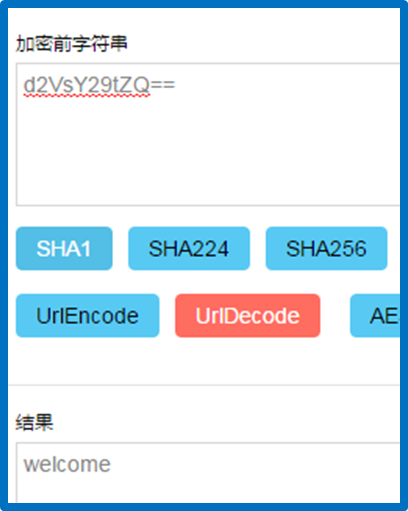 加密前字符串
d2VsY29tZQ==
SHA1 SHA224 SHA256
UrlEncode UrlDecode AE
结果
welcome